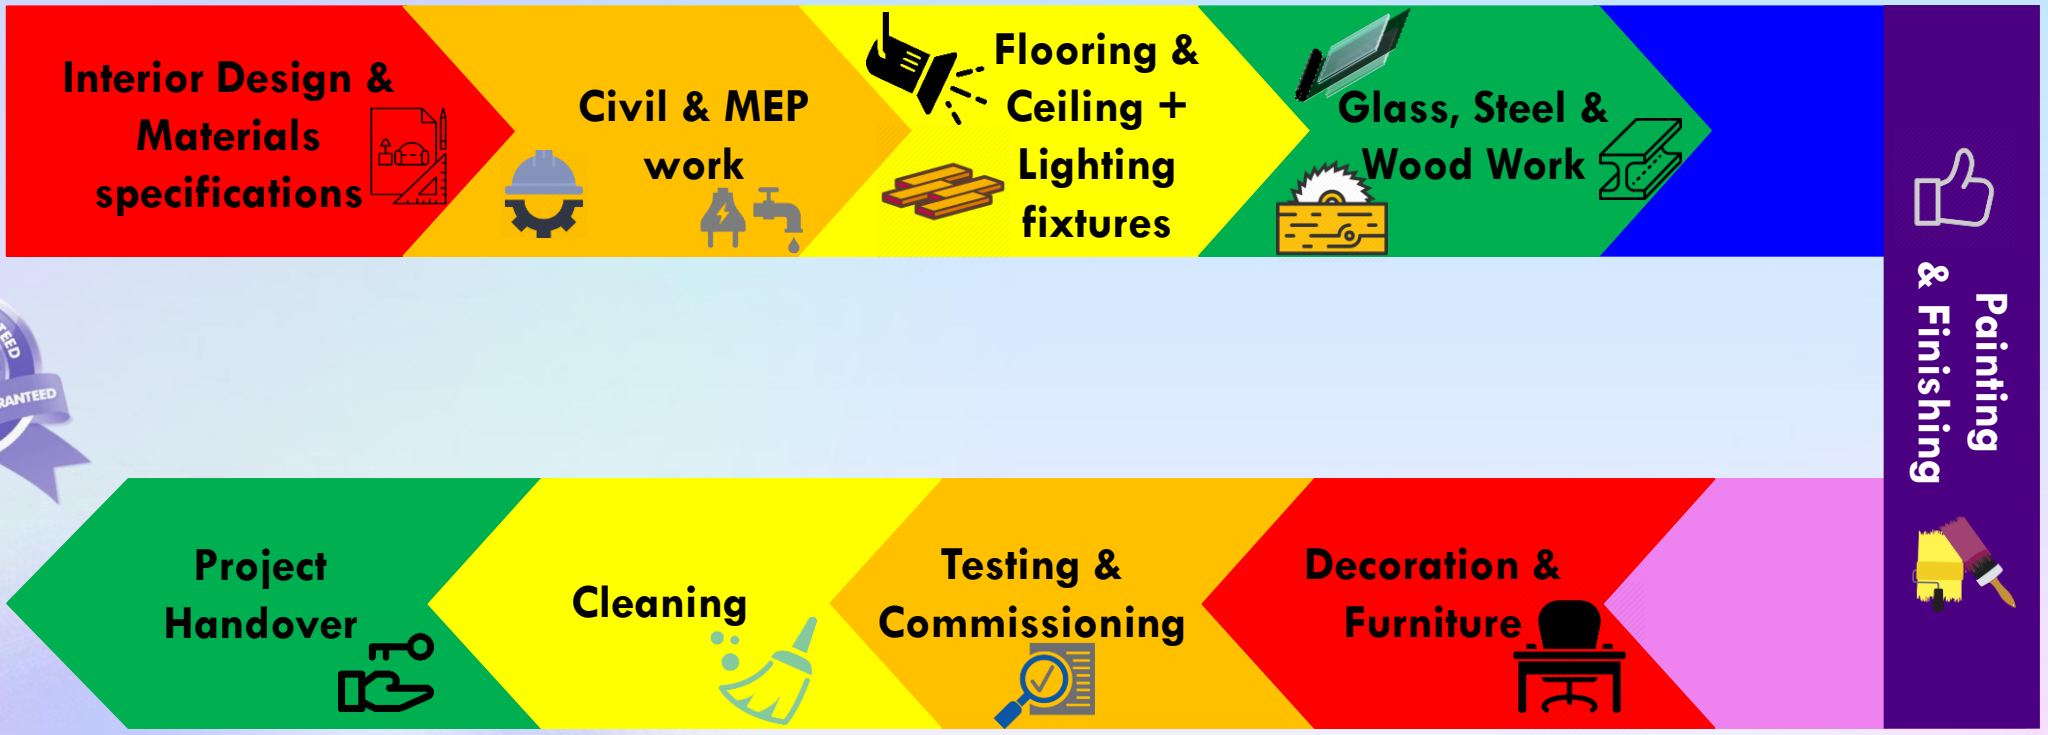 Interior Design &
Materials
specifications
Civil & MEP
work
Flooring &
Ceiling +
Lighting
fixtures
Glass, Steel &
Wood Work
Painting
& Finishing
Decoration &
Furniture
Testing &
Commissioning
Cleaning
Project
Handover